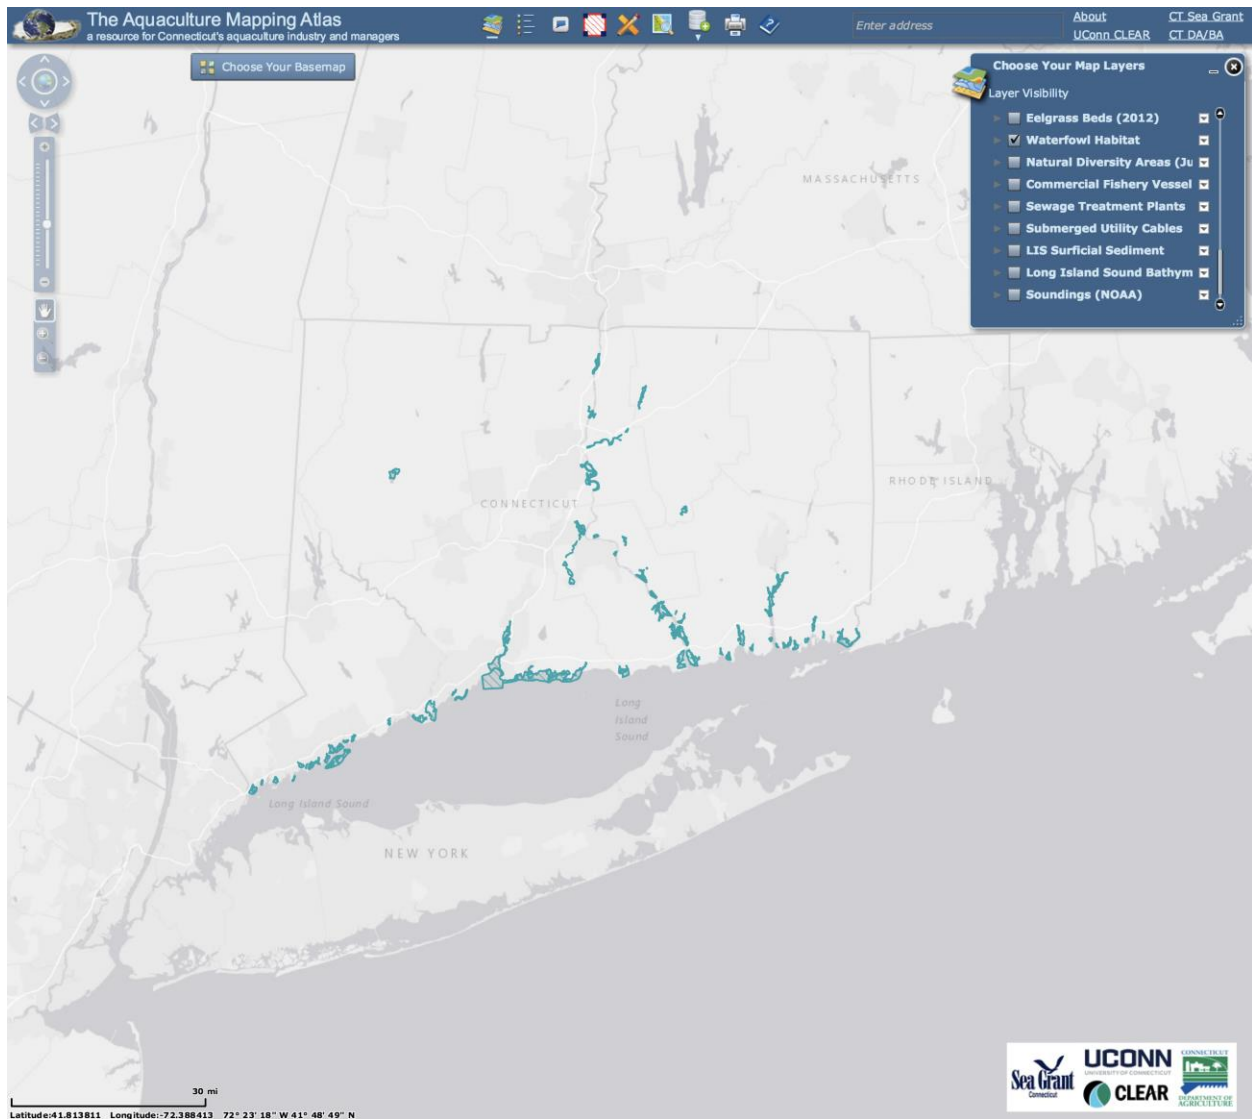 The Aquaculture Mapping Atlas
a resource for Connecticut's aquaculture industry and managers
Enter address
About
CT Sea Grant
UConn CLEAR
CT DA/BA
Choose Your Basemap
Choose Your Map Layers
Layer Visibility
Eelgrass Beds (2012)
Waterfowl Habitat
Natural Diversity Areas (Ju
Commercial Fishery Vessel
Sewage Treatment Plants
Submerged Utility Cables
LIS Surficial Sediment
Long Island Sound Bathym
Soundings (NOAA)
MASSACHUSETTS
RHODE ISLAND
CONNECTICUT
Long
Island
Sound
Long Island Sound
NEW YORK
Sea Grant
Connecticut
UCONN
UNIVERSITY OF CONNECTICUT
CLEAR
CONNECTICUT
DEPARTMENT OF
AGRICULTURE
30 mi
Latitude:41.813811 Longitude:-72.388413 72° 23' 18" W 41° 48' 49" N